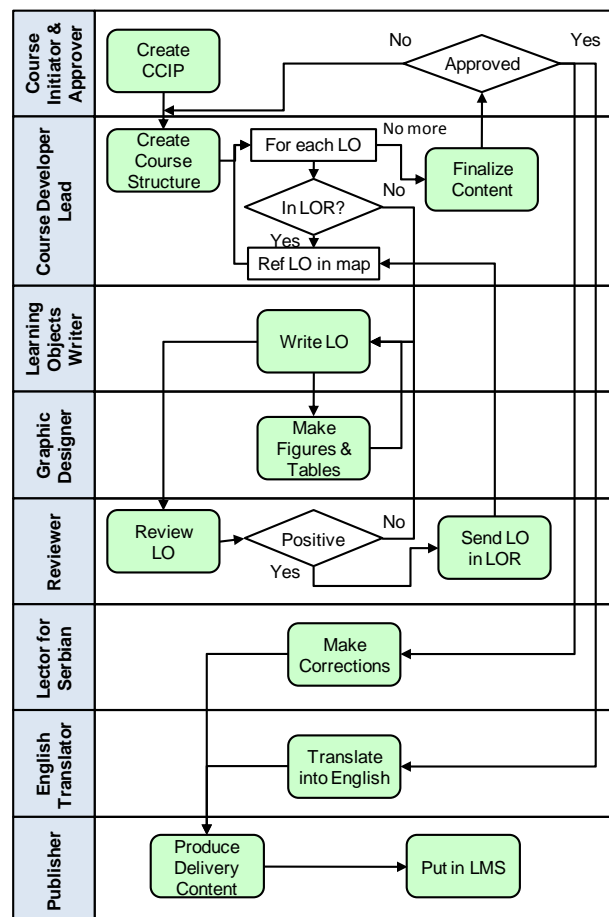 Course
Initiator &
Approver
Create
CCIP
No
Approved
Yes
Course Developer
Lead
Create
Course
Structure
For each LO
No more
Finalize
Content
In LOR?
No
Yes
Ref LO in map
Learning
Objects
Writer
Write LO
Graphic
Designer
Make
Figures &
Tables
Reviewer
Review
LO
Positive
No
Yes
Send LO
in LOR
Lector for
Serbian
Make
Corrections
English
Translator
Translate
into English
Publisher
Produce
Delivery
Content
Put in LMS